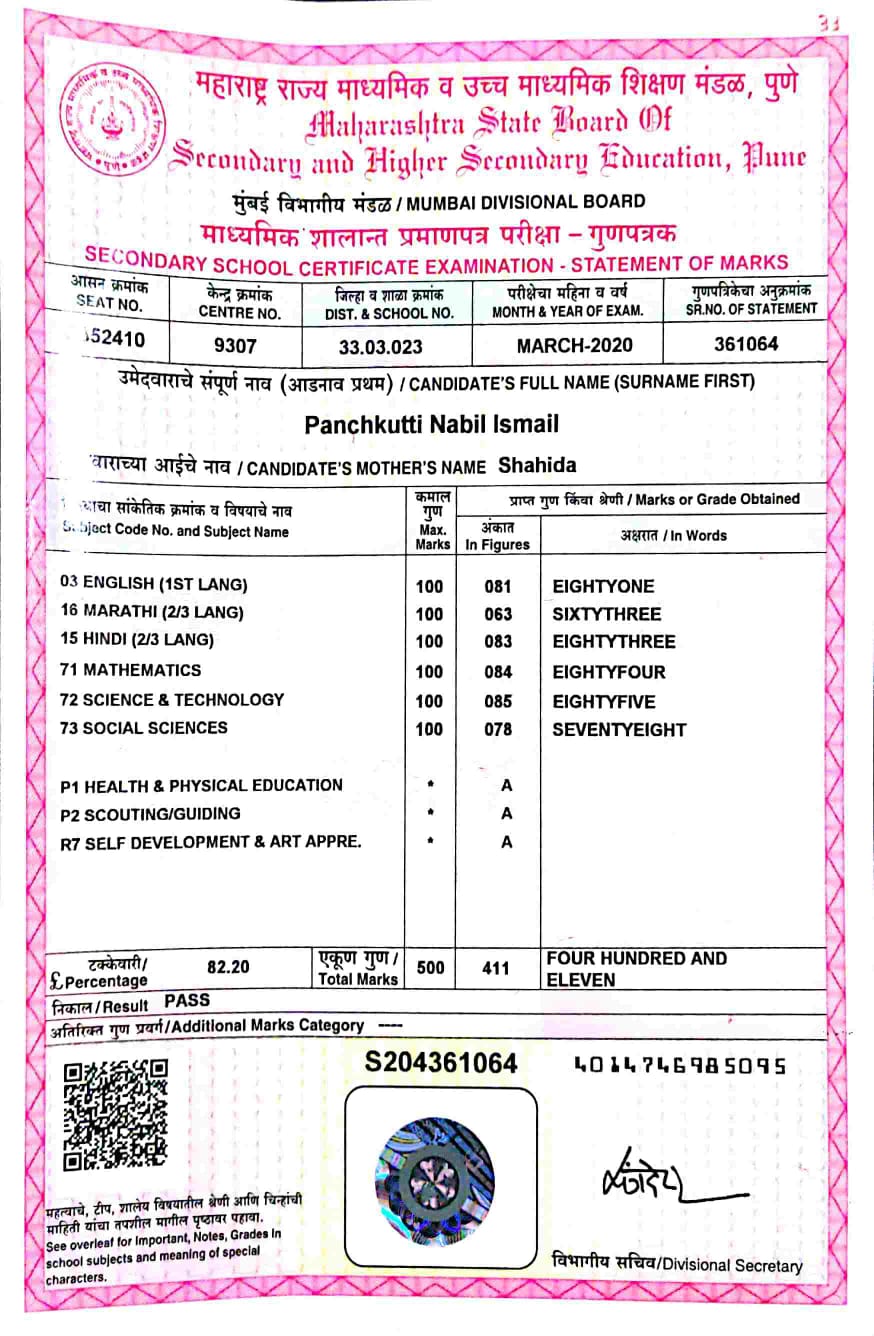 33
महाराष्ट्र राज्य माध्यमिक व उच्च माध्यमिक शिक्षण मंडळ, पुणे
Maharashtra State Board Of
Secondary and Higher Secondary Education, Pune
मुंबई विभागीय मंडळ / MUMBAI DIVISIONAL BOARD
माध्यमिक शालान्त प्रमाणपत्र परीक्षा – गुणपत्रक
SECONDARY SCHOOL CERTIFICATE EXAMINATION - STATEMENT OF MARKS
आसन क्रमांक केन्द्र क्रमांक जिल्हा व शाळा क्रमांक परीक्षेचा महिना व वर्ष गुणपत्रिकेचा अनुक्रमांक
SEAT NO. CENTRE NO. DIST. & SCHOOL NO. MONTH & YEAR OF EXAM. SR.NO. OF STATEMENT
52410 9307 33.03.023 MARCH-2020 361064
उमेदवाराचे संपूर्ण नाव (आडनाव प्रथम) / CANDIDATE'S FULL NAME (SURNAME FIRST)
Panchkutti Nabil Ismail
वाराच्या आईचे नाव / CANDIDATE'S MOTHER'S NAME Shahida
याचा सांकेतिक क्रमांक व विषयाचे नाव कमाल गुण प्राप्त गुण किंवा श्रेणी / Marks or Grade Obtained
Subject Code No. and Subject Name Max. Marks अंकात In Figures अक्षरात / In Words
03 ENGLISH (1ST LANG) 100 081 EIGHTYONE
16 MARATHI (2/3 LANG) 100 063 SIXTYTHREE
15 HINDI (2/3 LANG) 100 083 EIGHTYTHREE
71 MATHEMATICS 100 084 EIGHTYFOUR
72 SCIENCE & TECHNOLOGY 100 085 EIGHTYFIVE
73 SOCIAL SCIENCES 100 078 SEVENTYEIGHT
P1 HEALTH & PHYSICAL EDUCATION * A
P2 SCOUTING/GUIDING * A
R7 SELF DEVELOPMENT & ART APPRE. * A
टक्केवारी/ 82.20 एकूण गुण / 500 411 FOUR HUNDRED AND
£ Percentage Total Marks ELEVEN
निकाल / Result PASS
अतिरिक्त गुण प्रवर्ग/Additional Marks Category ----
S204361064 4014746985095
महत्वाचे, टीप, शालेय विषयातील श्रेणी आणि चिन्हांची
माहिती यांचा तपशील मागील पृष्ठावर पहावा.
See overleaf for Important, Notes, Grades in
school subjects and meaning of special
characters.
विभागीय सचिव/Divisional Secretary